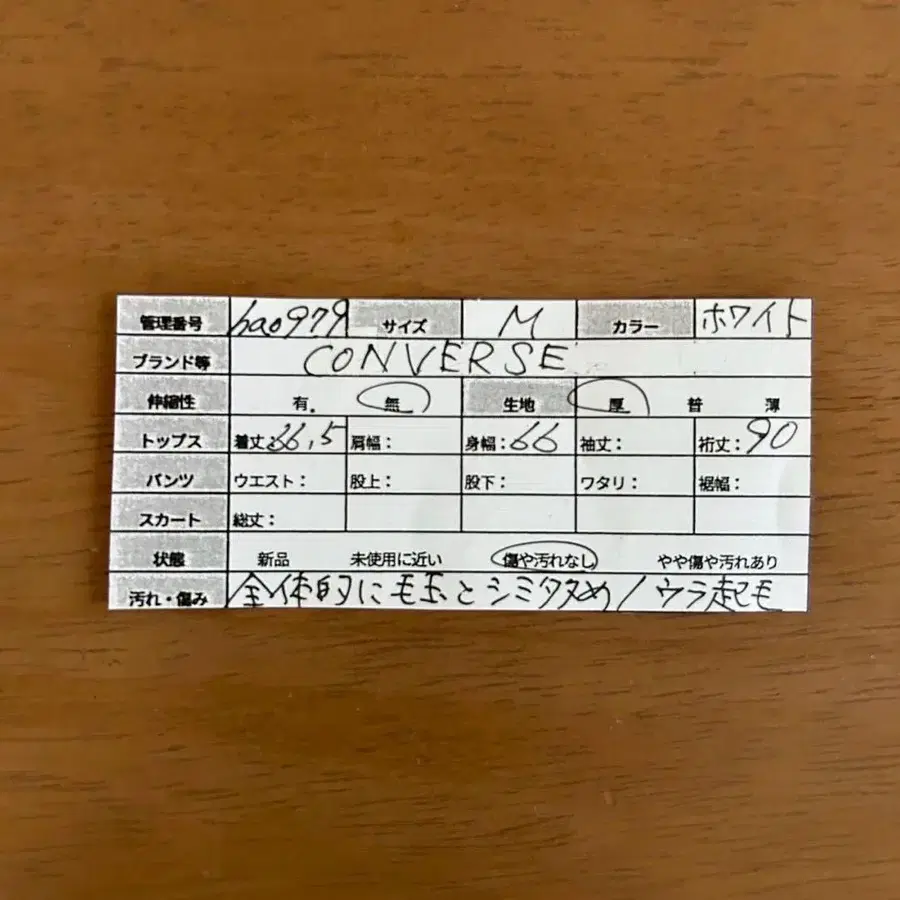 管理番号 hao979 サイズ M カラー ホワイト
ブランド等 CONVERSE
伸縮性 有. 無 生地 厚 普 薄
トップス 着丈:66,5 肩幅: 身幅:66 袖丈: 裄丈:90
パンツ ウエスト: 股上: 股下: ワタリ: 裾幅:
スカート 総丈:
状態 新品 未使用に近い 傷や汚れなし やや傷や汚れあり
汚れ・傷み 全体的に毛玉とシミ多め/ウラ起毛